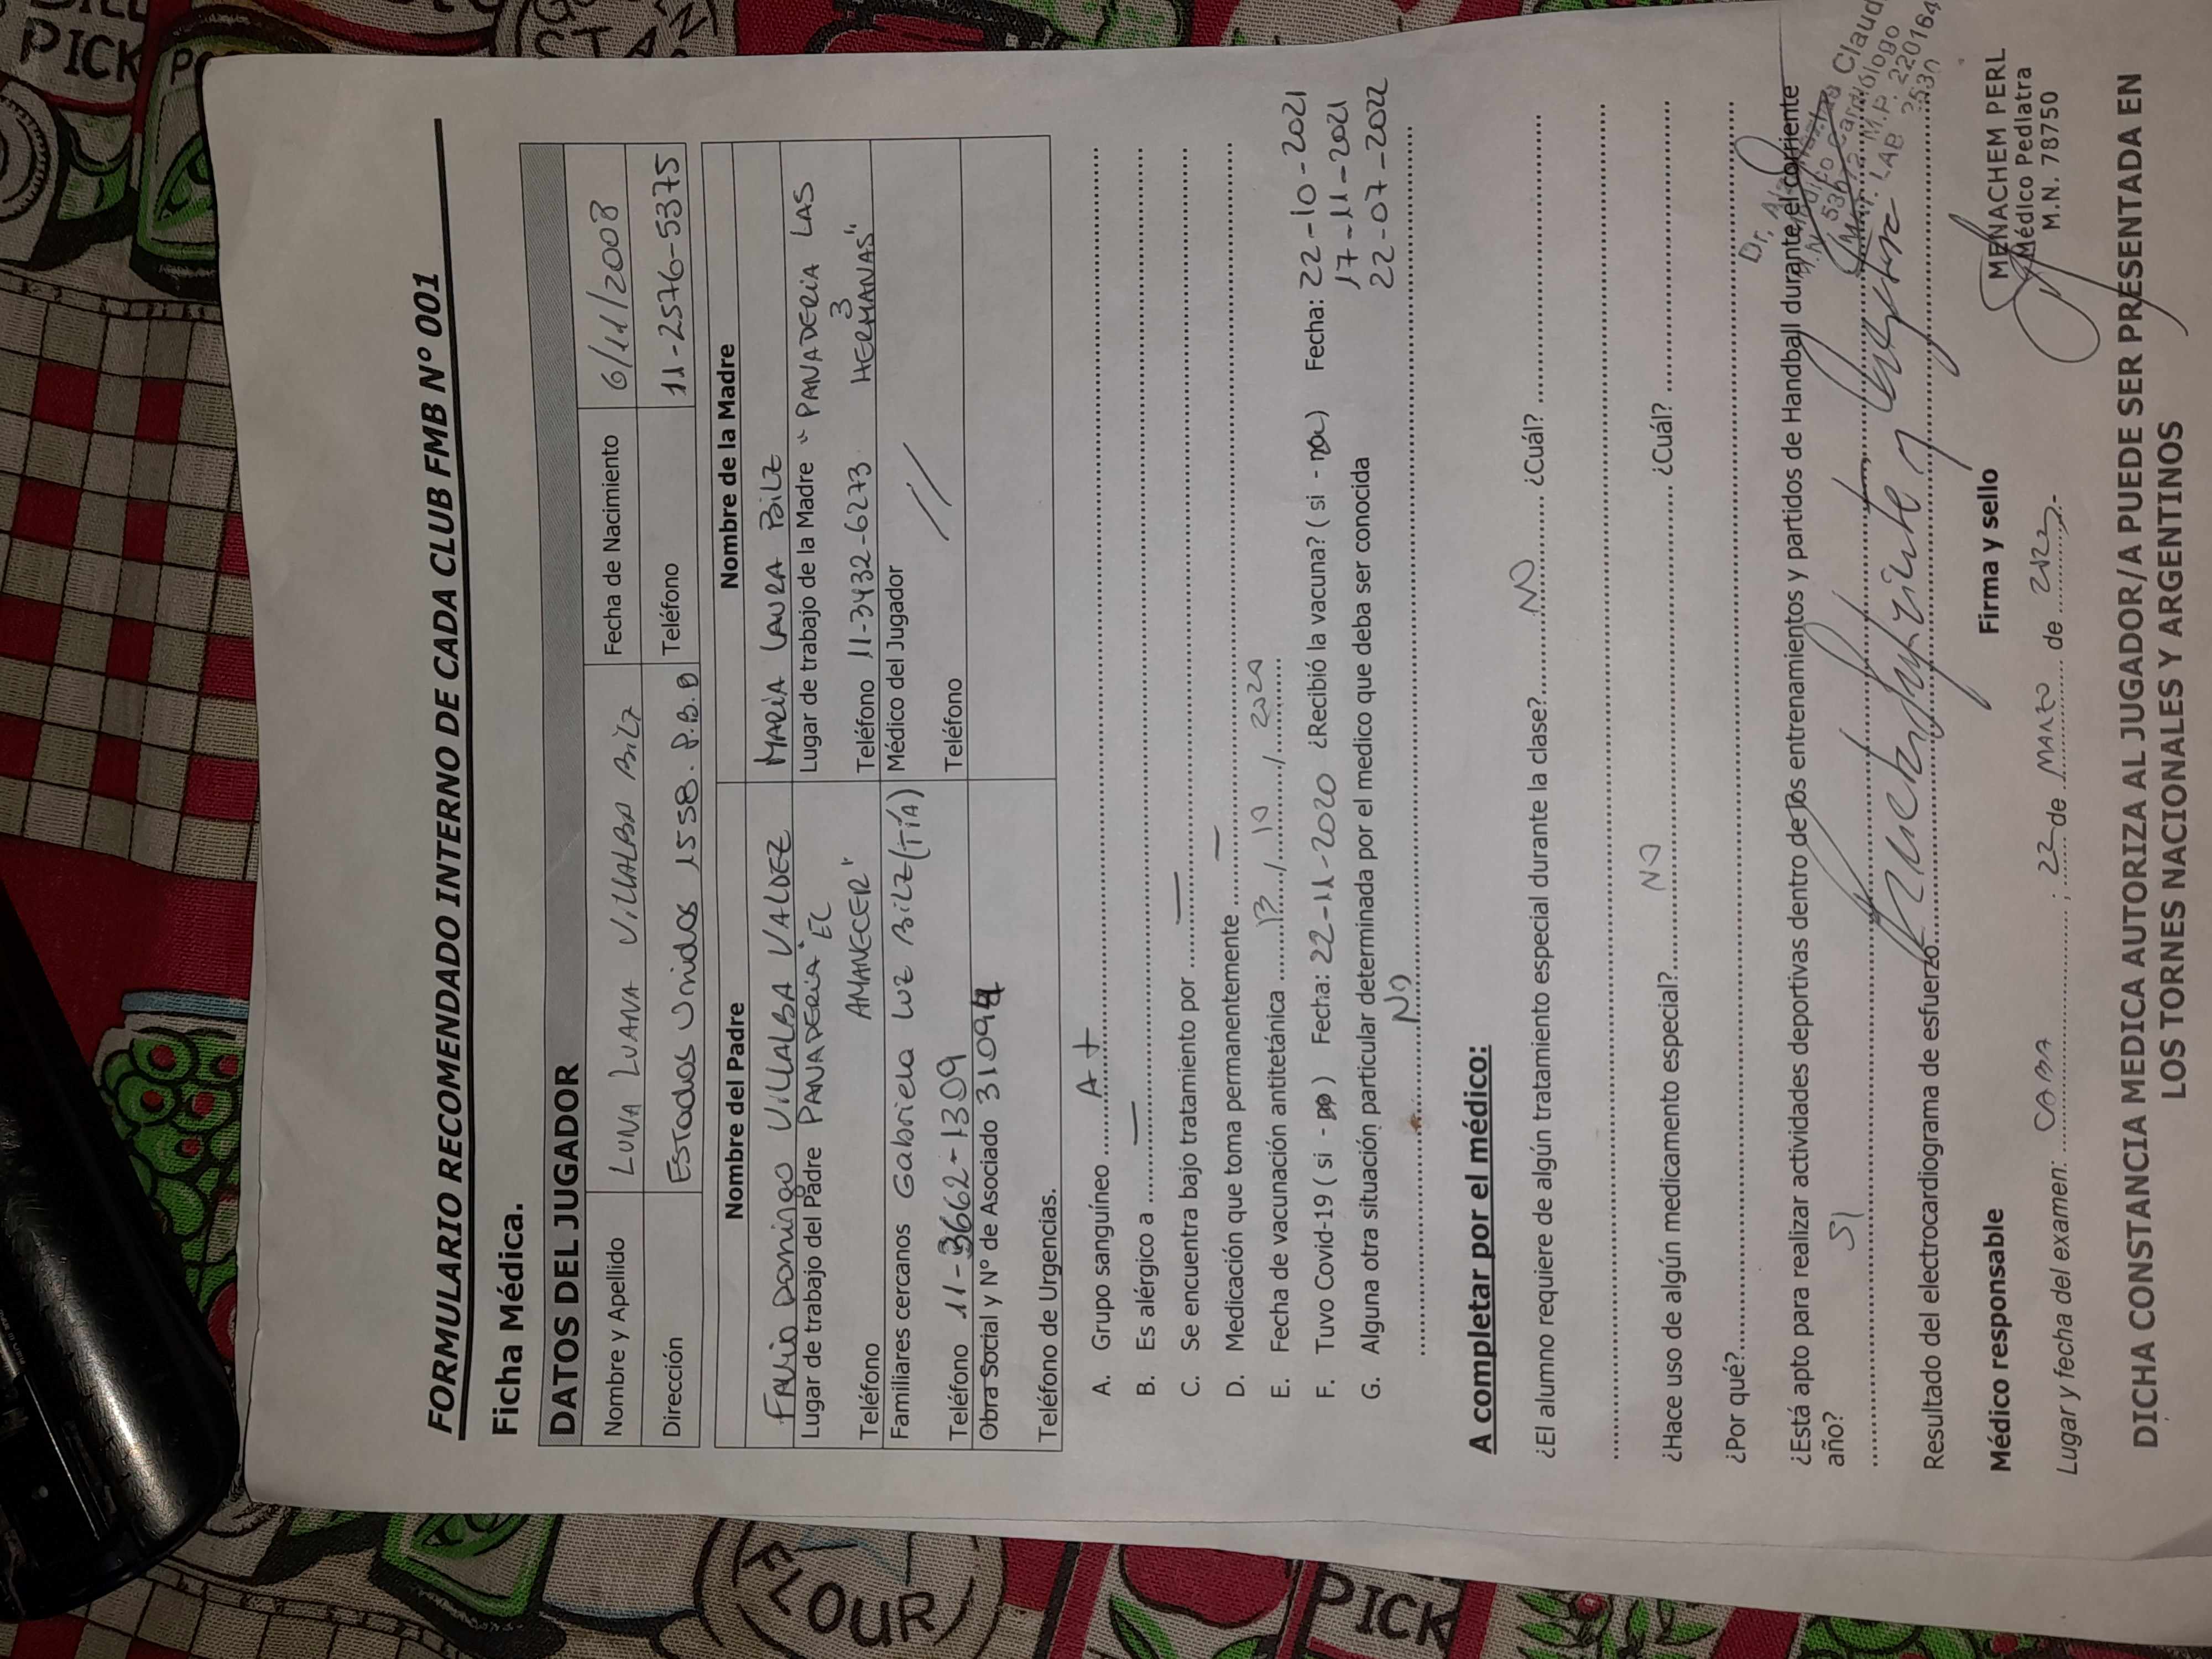 FORMULARIO RECOMENDADO INTERNO DE CADA CLUB FMB Nº 001
Ficha Médica.
DATOS DEL JUGADOR
Nombre y Apellido LUNA LUANA VILLALBA BILZ Fecha de Nacimiento 6/11/2008
Dirección Estados Unidos 1558. P.B. D Teléfono 11-2576-5375
Nombre del Padre Nombre de la Madre
FABIO DOMINGO VILLALBA VALDEZ MARIA LAURA BILZ
Lugar de trabajo del Padre PANADERIA "EL AMANECER" Lugar de trabajo de la Madre "PANADERIA LAS 3 HERMANAS"
Teléfono Teléfono 11-3432-6273
Familiares cercanos Gabriela LUZ BILZ (TIA) Médico del Jugador
Teléfono 11-3662-1309 Teléfono
Obra Social y Nº de Asociado 31094
Teléfono de Urgencias.
A. Grupo sanguíneo A +
B. Es alérgico a —
C. Se encuentra bajo tratamiento por —
D. Medicación que toma permanentemente —
E. Fecha de vacunación antitetánica 13 / 10 / 2020
F. Tuvo Covid-19 ( si - no ) Fecha: 22-11-2020 ¿Recibió la vacuna? ( si - no ) Fecha: 22-10-2021
17-11-2021
22-07-2022
G. Alguna otra situación particular determinada por el medico que deba ser conocida
No
A completar por el médico:
¿El alumno requiere de algún tratamiento especial durante la clase? NO ¿Cuál?
¿Hace uso de algún medicamento especial? NO ¿Cuál?
¿Por qué?
¿Está apto para realizar actividades deportivas dentro de los entrenamientos y partidos de Handball durante el corriente
año? SI
Resultado del electrocardiograma de esfuerzo
Médico responsable Firma y sello
MENACHEM PERL
Médico Pediatra
M.N. 78750
Lugar y fecha del examen: CABA ; 22 de MARZO de 2023.-
DICHA CONSTANCIA MEDICA AUTORIZA AL JUGADOR/A PUEDE SER PRESENTADA EN
LOS TORNES NACIONALES Y ARGENTINOS
PICK
FLOUR
PICK